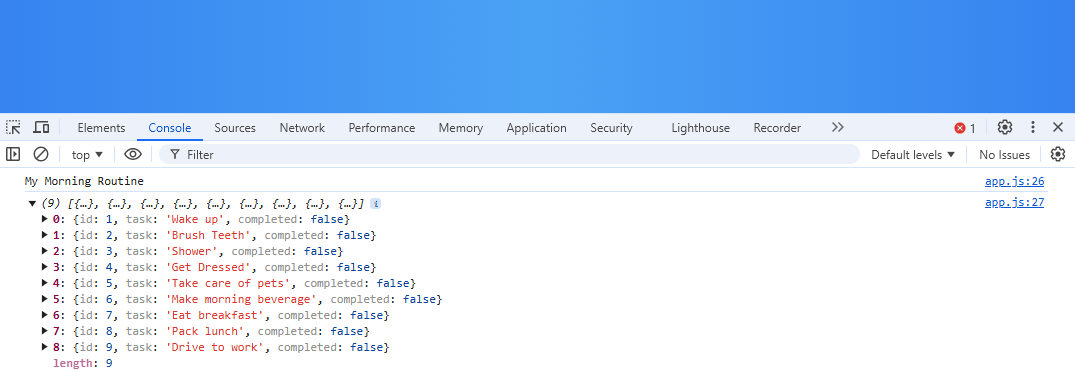 Elements Console Sources Network Performance Memory Application Security Lighthouse Recorder 1
top Filter Default levels No Issues
My Morning Routine app.js:26
(9) [{…}, {…}, {…}, {…}, {…}, {…}, {…}, {…}, {…}] i app.js:27
0: {id: 1, task: 'Wake up', completed: false}
1: {id: 2, task: 'Brush Teeth', completed: false}
2: {id: 3, task: 'Shower', completed: false}
3: {id: 4, task: 'Get Dressed', completed: false}
4: {id: 5, task: 'Take care of pets', completed: false}
5: {id: 6, task: 'Make morning beverage', completed: false}
6: {id: 7, task: 'Eat breakfast', completed: false}
7: {id: 8, task: 'Pack lunch', completed: false}
8: {id: 9, task: 'Drive to work', completed: false}
length: 9